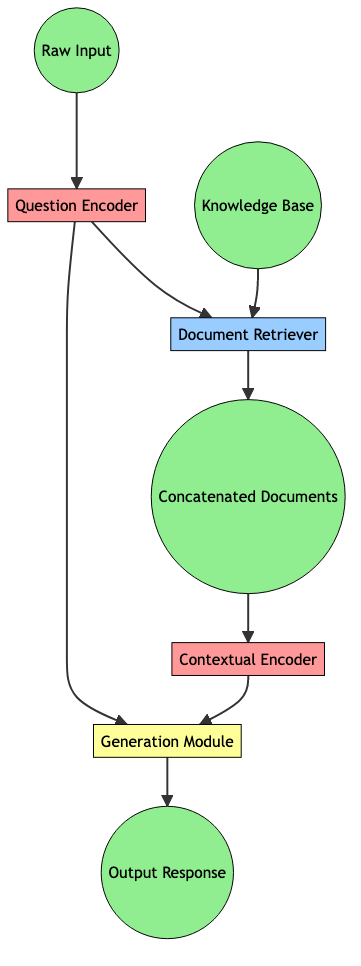 Raw Input
Question Encoder
Knowledge Base
Document Retriever
Concatenated Documents
Contextual Encoder
Generation Module
Output Response